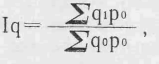 Iq = ∑q₁p₀ / ∑q₀p₀ ,